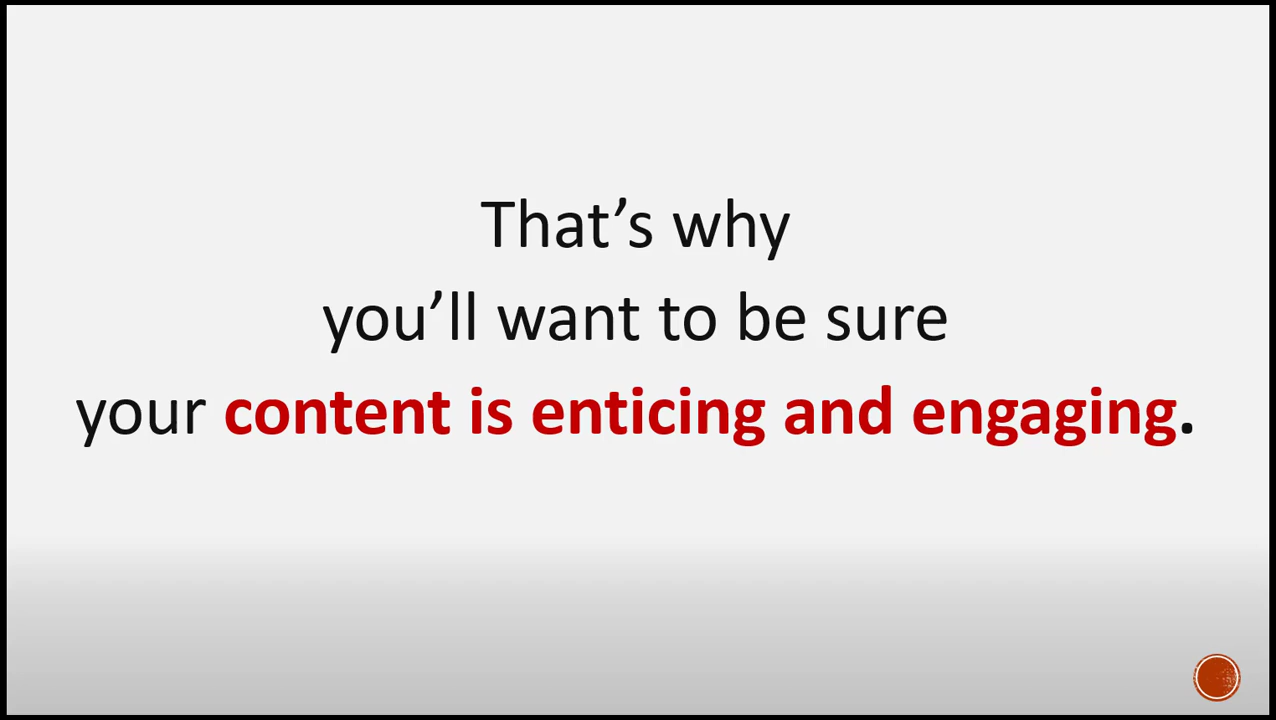 That’s why
you’ll want to be sure
your content is enticing and engaging.